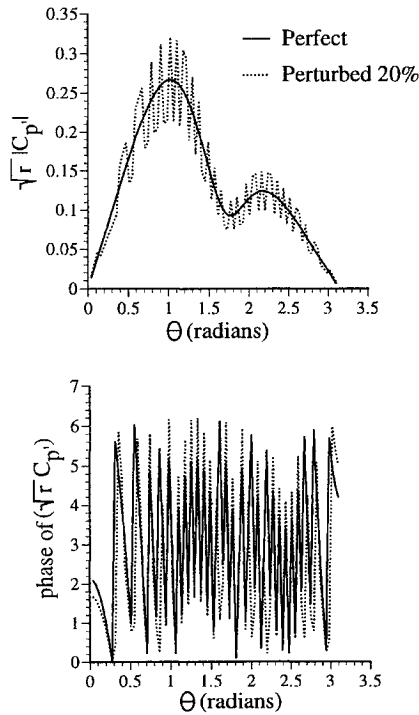 0.35
0.3
0.25
0.2
0.15
0.1
0.05
0
√r |Cp'|
Perfect
Perturbed 20%
0 0.5 1 1.5 2 2.5 3 3.5
Θ (radians)
7
6
5
4
3
2
1
0
phase of (√r Cp')
0 0.5 1 1.5 2 2.5 3 3.5
Θ (radians)